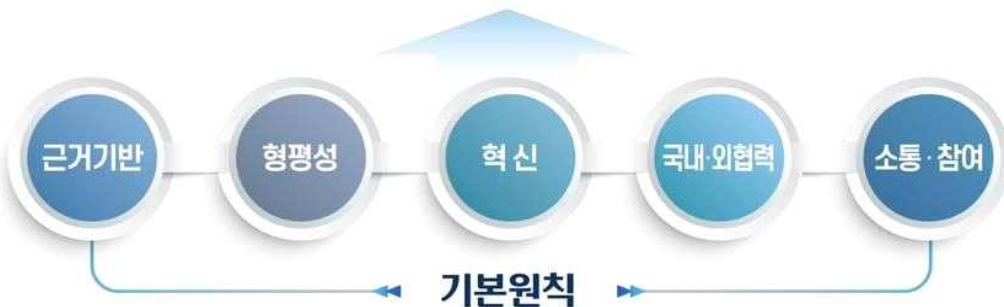 근거기반
형평성
혁 신
국내·외협력
소통·참여
기본원칙